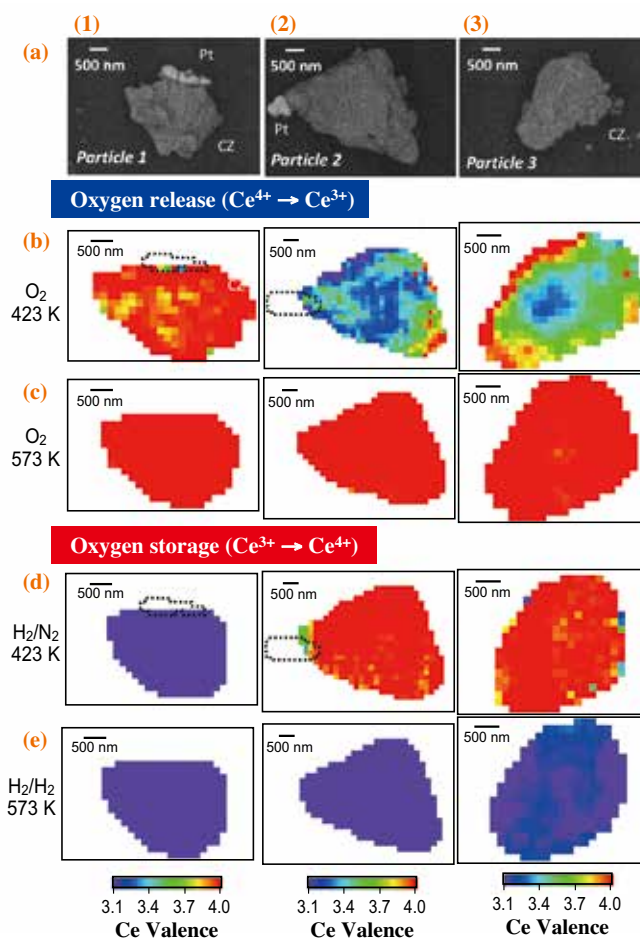 (1) (2) (3)
(a)
500 nm Pt CZ Particle 1
500 nm Pt Particle 2
500 nm CZ Particle 3
Oxygen release (Ce⁴⁺ → Ce³⁺)
(b)
O₂
423 K
500 nm CZ
500 nm
500 nm
(c)
O₂
573 K
500 nm
500 nm
500 nm
Oxygen storage (Ce³⁺ → Ce⁴⁺)
(d)
H₂/N₂
423 K
500 nm
500 nm
500 nm
(e)
H₂/H₂
573 K
500 nm
500 nm
500 nm
3.1 3.4 3.7 4.0
Ce Valence
3.1 3.4 3.7 4.0
Ce Valence
3.1 3.4 3.7 4.0
Ce Valence